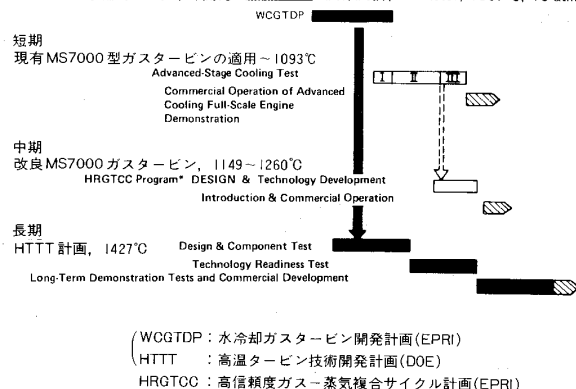 WCGTDP
短期
現有MS7000型ガスタービンの適用~1093℃
Advanced-Stage Cooling Test
I II III
Commercial Operation of Advanced
Cooling Full-Scale Engine
Demonstration
中期
改良MS7000ガスタービン, 1149~1260℃
HRGTCC Program* DESIGN & Technology Development
Introduction & Commercial Operation
長期
HTTT計画, 1427℃
Design & Component Test
Technology Readiness Test
Long-Term Demonstration Tests and Commercial Development
WCGTDP:水冷却ガスタービン開発計画(EPRI)
HTTT:高温タービン技術開発計画(DOE)
HRGTCC:高信頼度ガス-蒸気複合サイクル計画(EPRI)